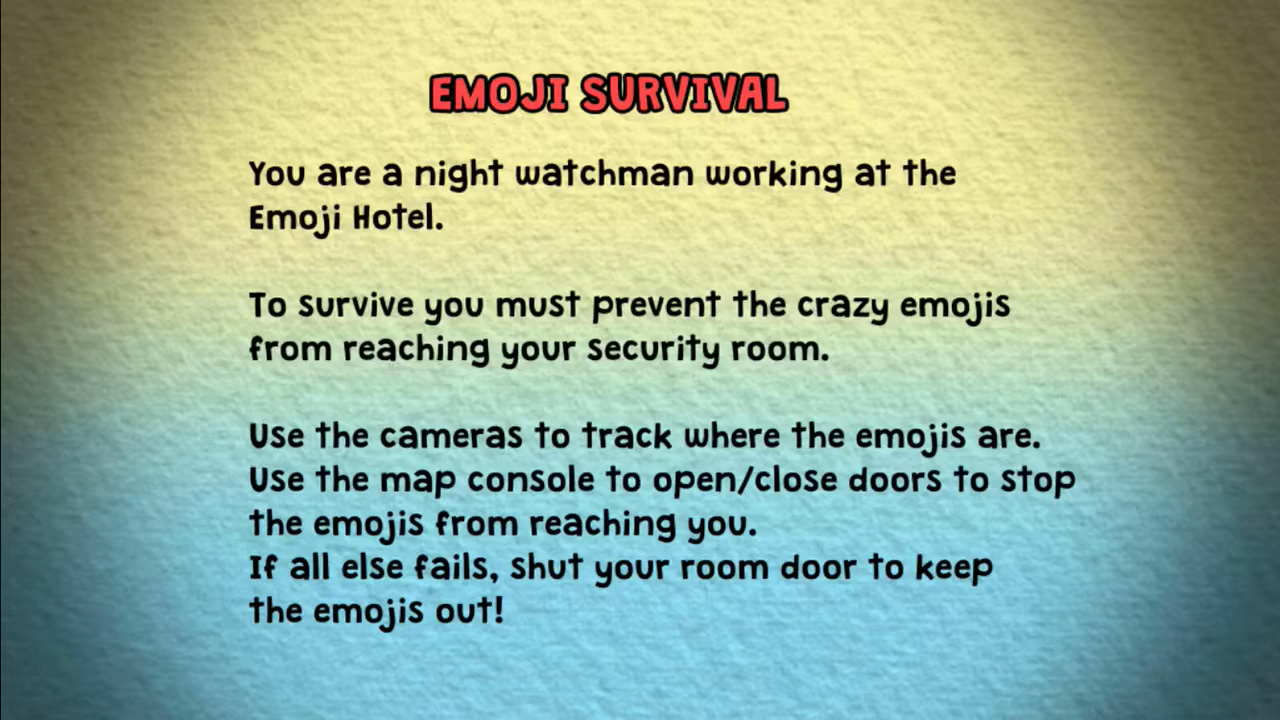 EMOJI SURVIVAL
You are a night watchman working at the
Emoji Hotel.
To survive you must prevent the crazy emojis
from reaching your security room.
Use the cameras to track where the emojis are.
Use the map console to open/close doors to stop
the emojis from reaching you.
If all else fails, shut your room door to keep
the emojis out!